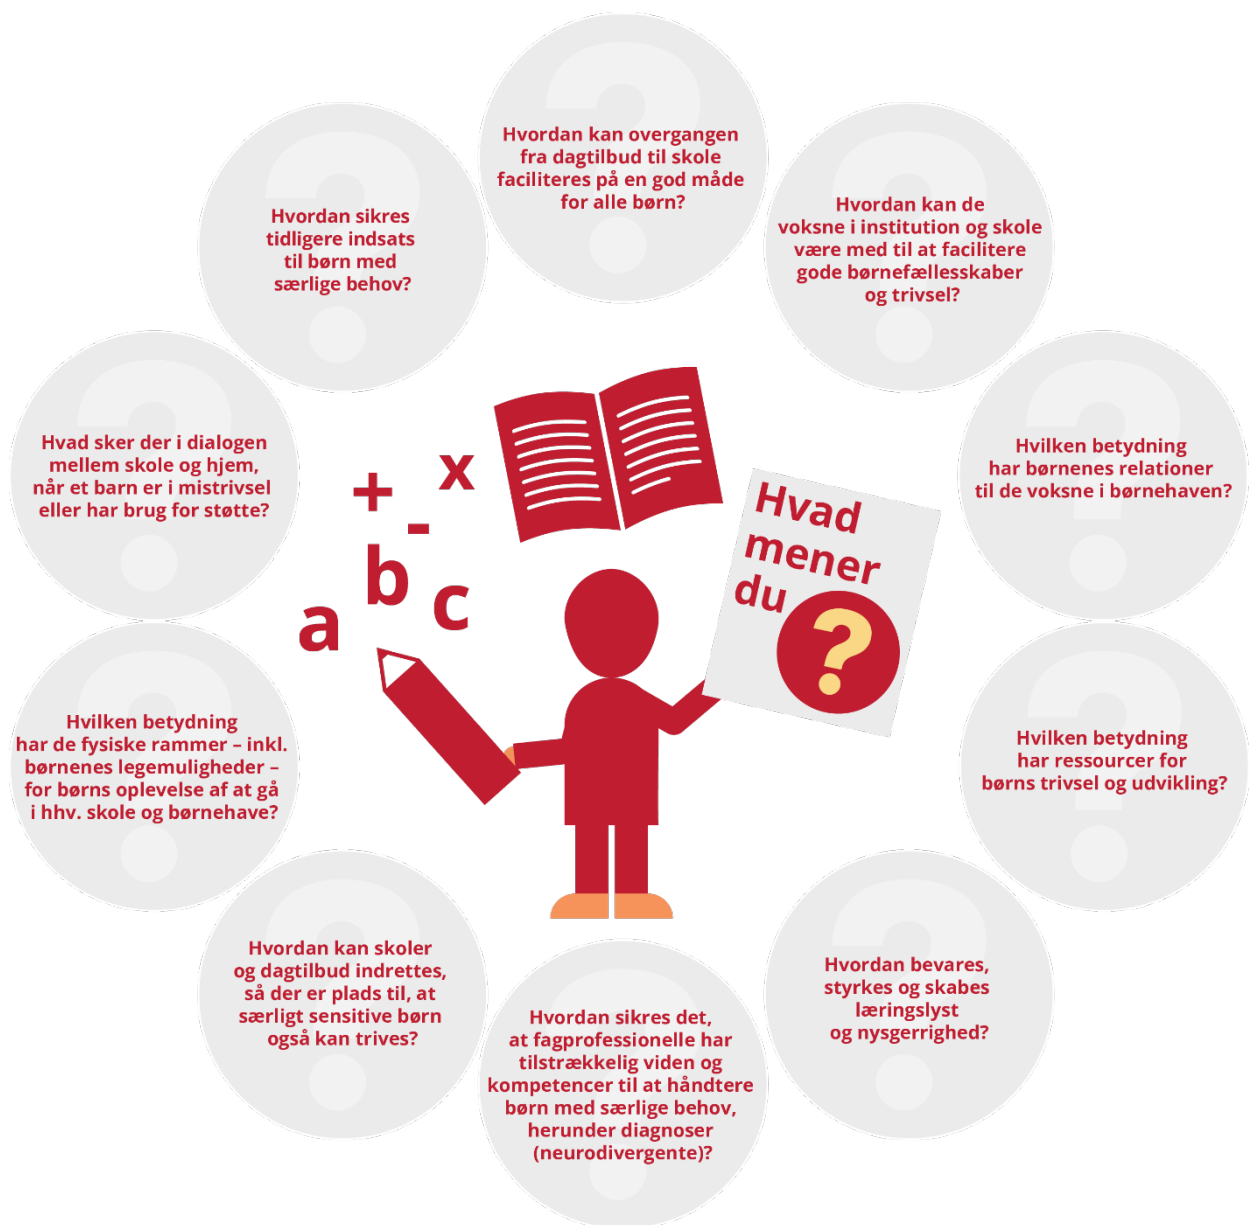 Hvordan kan overgangen
fra dagtilbud til skole
faciliteres på en god måde
for alle børn?
Hvordan kan de
voksne i institution og skole
være med til at facilitere
gode børnefællesskaber
og trivsel?
Hvilken betydning
har børnenes relationer
til de voksne i børnehaven?
Hvilken betydning
har ressourcer for
børns trivsel og udvikling?
Hvordan bevares,
styrkes og skabes
læringslyst
og nysgerrighed?
Hvordan sikres det,
at fagprofessionelle har
tilstrækkelig viden og
kompetencer til at håndtere
børn med særlige behov,
herunder diagnoser
(neurodivergente)?
Hvordan kan skoler
og dagtilbud indrettes,
så der er plads til, at
særligt sensitive børn
også kan trives?
Hvilken betydning
har de fysiske rammer – inkl.
børnenes legemuligheder –
for børns oplevelse af at gå
i hhv. skole og børnehave?
Hvad sker der i dialogen
mellem skole og hjem,
når et barn er i mistrivsel
eller har brug for støtte?
Hvordan sikres
tidligere indsats
til børn med
særlige behov?
+ x
-
a b c
Hvad
mener
du
?